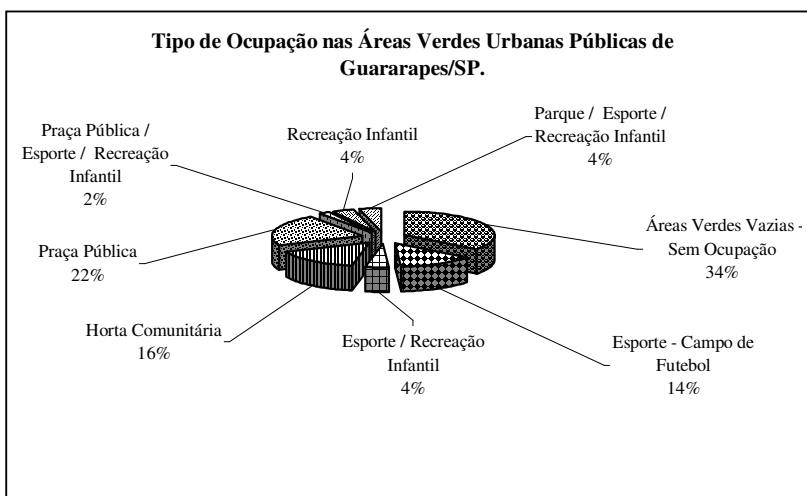 Tipo de Ocupação nas Áreas Verdes Urbanas Públicas de
Guararapes/SP.
Praça Pública /
Esporte / Recreação
Infantil
2%
Recreação Infantil
4%
Parque / Esporte /
Recreação Infantil
4%
Praça Pública
22%
Áreas Verdes Vazias -
Sem Ocupação
34%
Horta Comunitária
16%
Esporte / Recreação
Infantil
4%
Esporte - Campo de
Futebol
14%